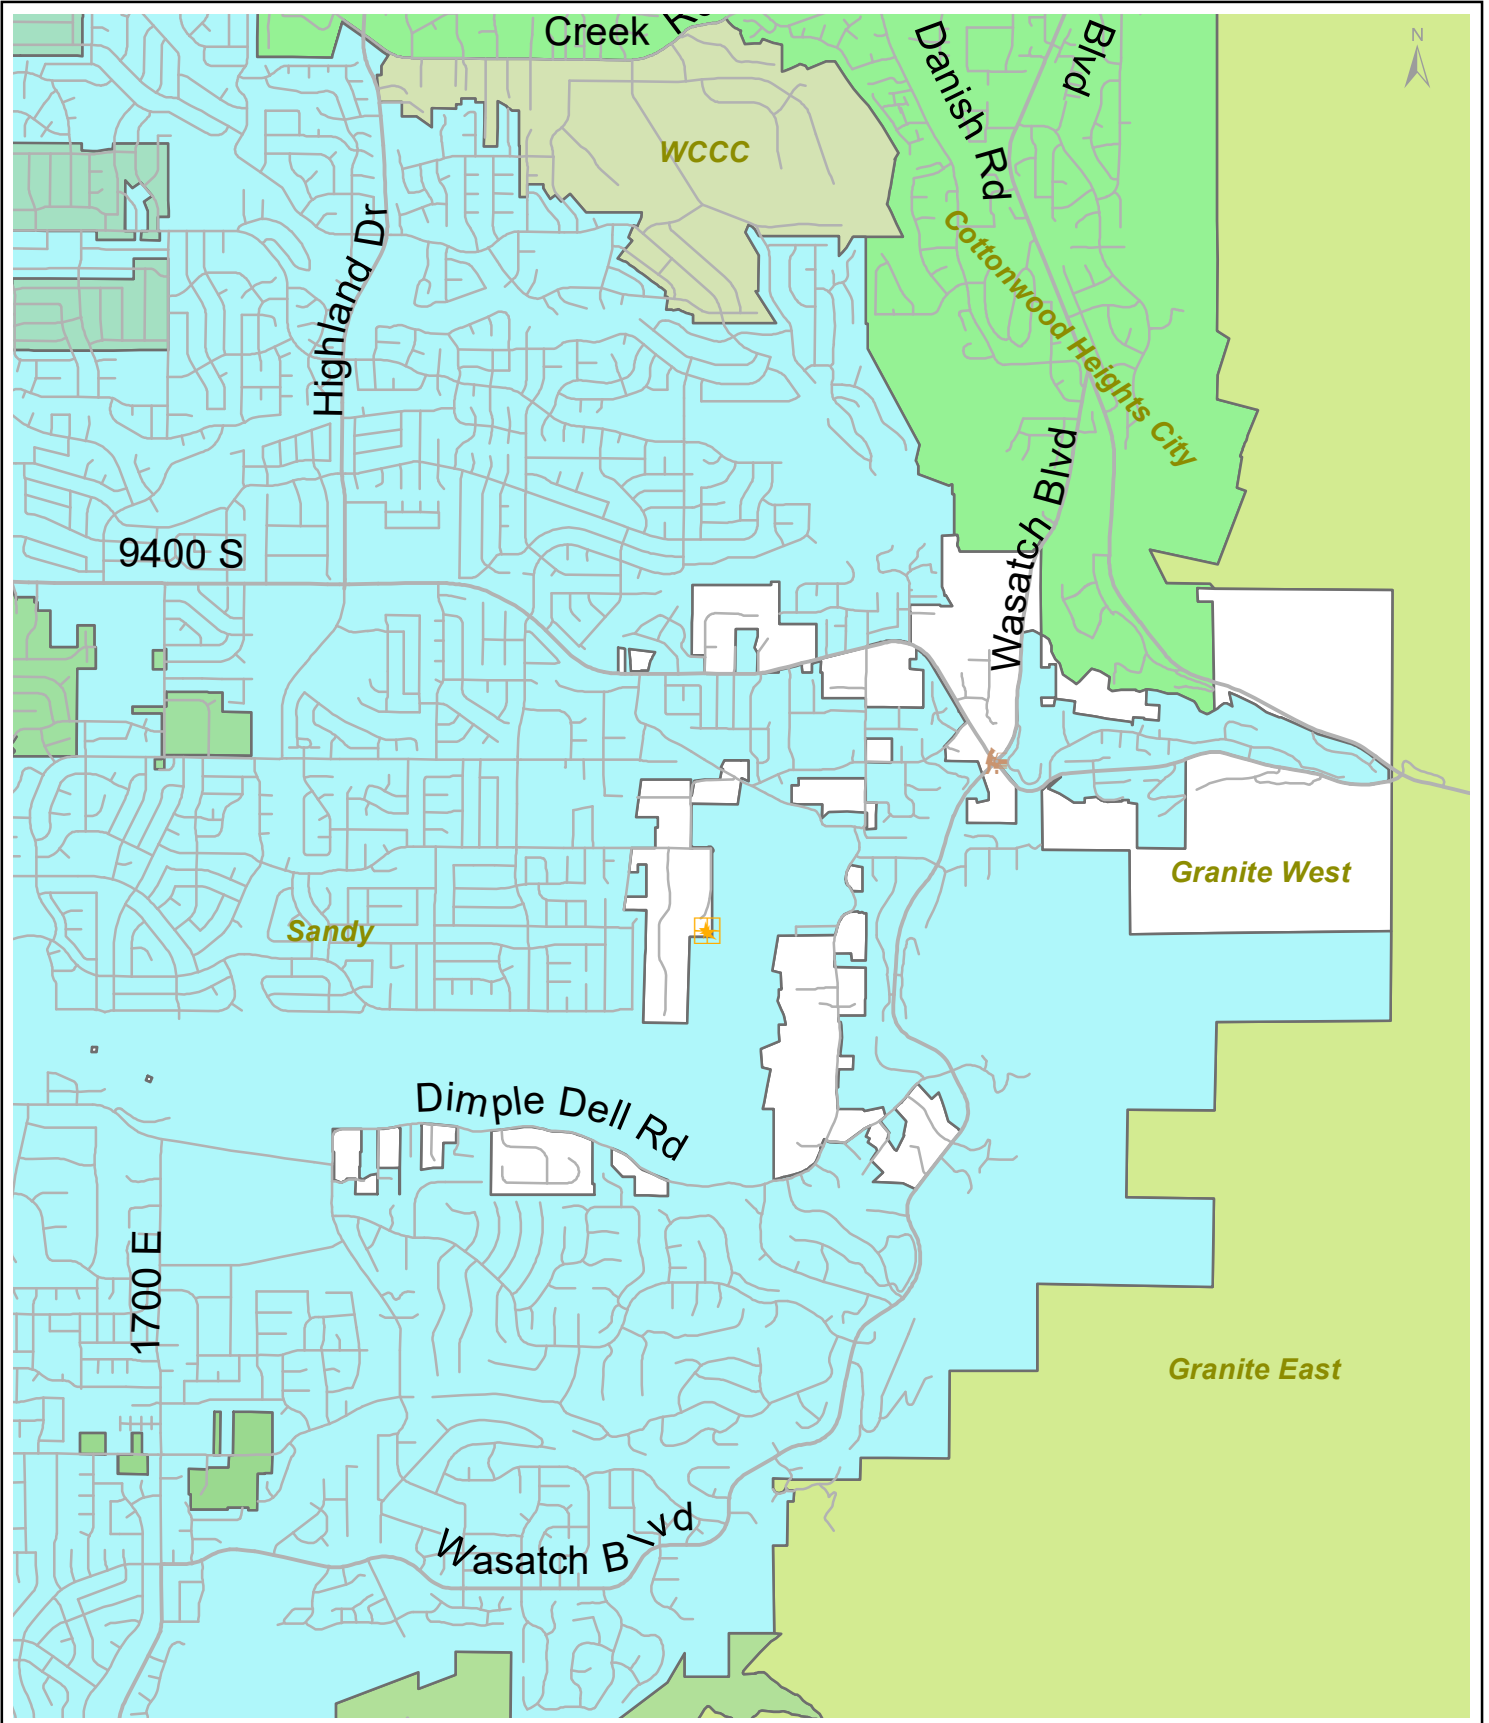 Creek
Danish Rd
Blvd
N
WCCC
Highland Dr
Cottonwood Heights City
Wasatch Blvd
9400 S
Granite West
Sandy
Dimple Dell Rd
1700 E
Granite East
Wasatch Blvd